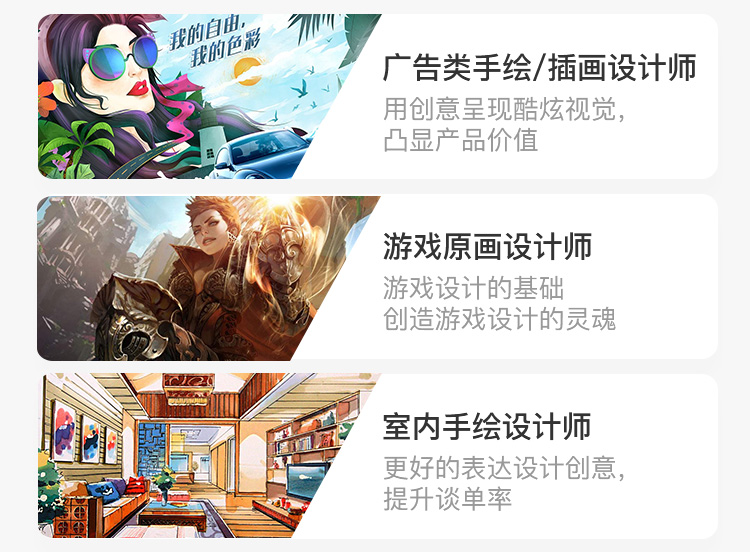 我的自由,
我的色彩
广告类手绘/插画设计师
用创意呈现酷炫视觉,
凸显产品价值
游戏原画设计师
游戏设计的基础
创造游戏设计的灵魂
室内手绘设计师
更好的表达设计创意,
提升谈单率